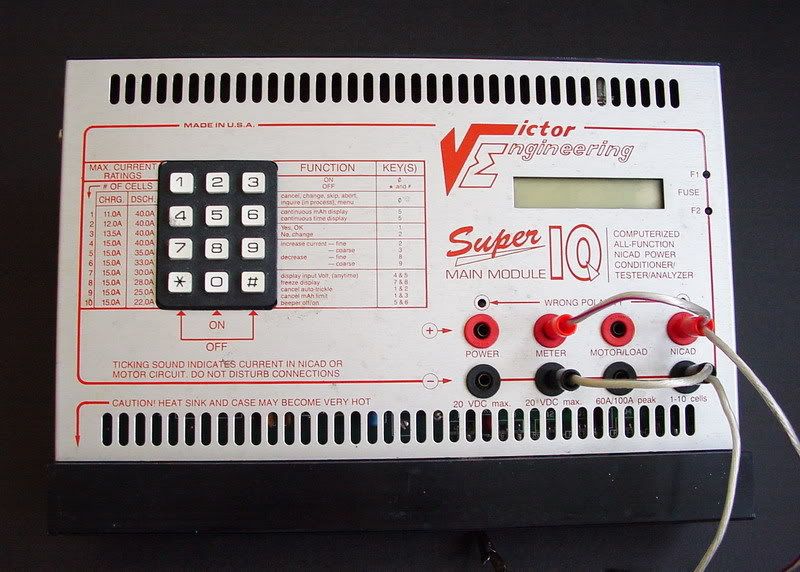 MADE IN U.S.A.
Victor
Engineering
MAX CURRENT
RATINGS
# OF CELLS
CHRG. DSCH.
1 11.0A 40.0A
2 12.0A 40.0A
3 13.5A 40.0A
4 15.0A 40.0A
5 15.0A 35.0A
6 15.0A 33.0A
7 15.0A 30.0A
8 15.0A 28.0A
9 15.0A 25.0A
10 15.0A 22.0A
1 2 3
4 5 6
7 8 9
* 0 #
ON
OFF
FUNCTION KEY(S)
ON 0
OFF * and #
cancel, change, skip, abort,
inquire (in process), menu 0
continuous mAh display 5
continuous time display 6
Yes, OK 1
No, change
increase current — fine 2
— coarse 3
decrease — fine 8
— coarse 9
display input Volt, (anytime) 4 & 5
freeze display 7 & 8
cancel auto-trickle 1 & 2
cancel mAh limit 1 & 3
beeper off/on 5 & 6
F1
FUSE
F2
Super IQ
MAIN MODULE
COMPUTERIZED
ALL-FUNCTION
NICAD POWER
CONDITIONER/
TESTER/ANALYZER
WRONG
+
POWER METER MOTOR/LOAD NICAD
−
20 VDC max. 20 VDC max. 60A/100A peak 1-10 cells
TICKING SOUND INDICATES CURRENT IN NICAD OR
MOTOR CIRCUIT. DO NOT DISTURB CONNECTIONS
CAUTION! HEAT SINK AND CASE MAY BECOME VERY HOT